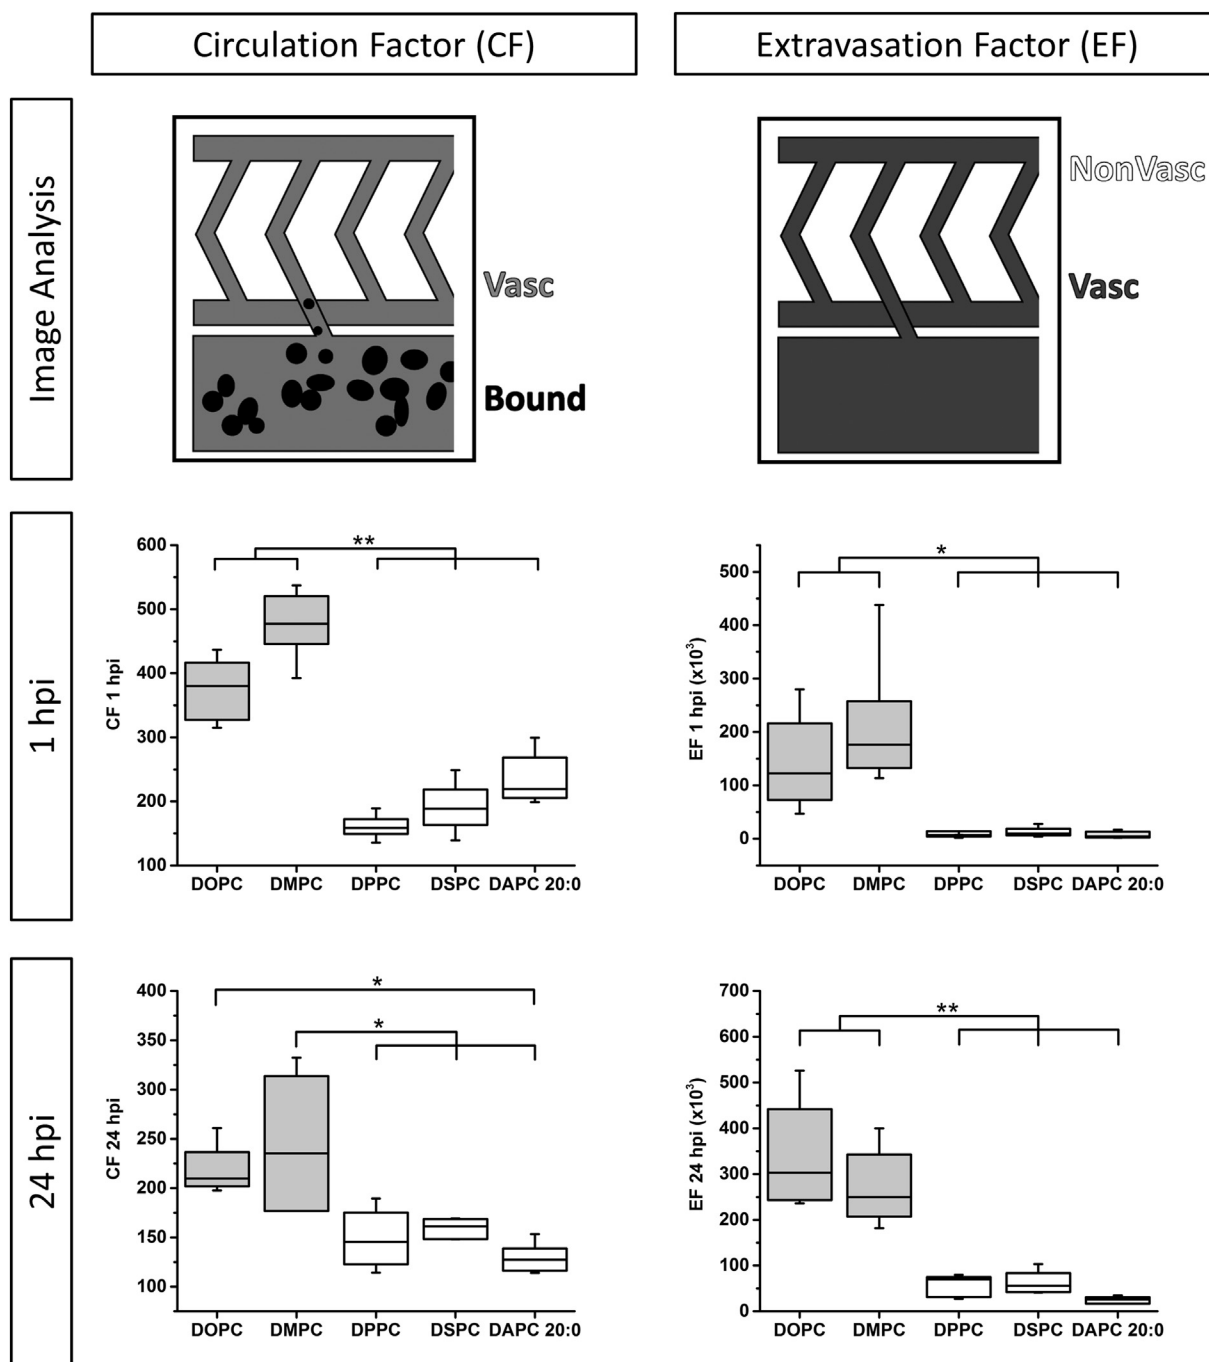 Circulation Factor (CF)
Extravasation Factor (EF)
Image Analysis
Vasc
Bound
NonVasc
Vasc
1 hpi
CF 1 hpi
600
500
400
300
200
100
**
DOPC DMPC DPPC DSPC DAPC 20:0
EF 1 hpi (x10³)
500
400
300
200
100
0
*
DOPC DMPC DPPC DSPC DAPC 20:0
24 hpi
CF 24 hpi
400
350
300
250
200
150
100
*
*
DOPC DMPC DPPC DSPC DAPC 20:0
EF 24 hpi (x10³)
700
600
500
400
300
200
100
0
**
DOPC DMPC DPPC DSPC DAPC 20:0